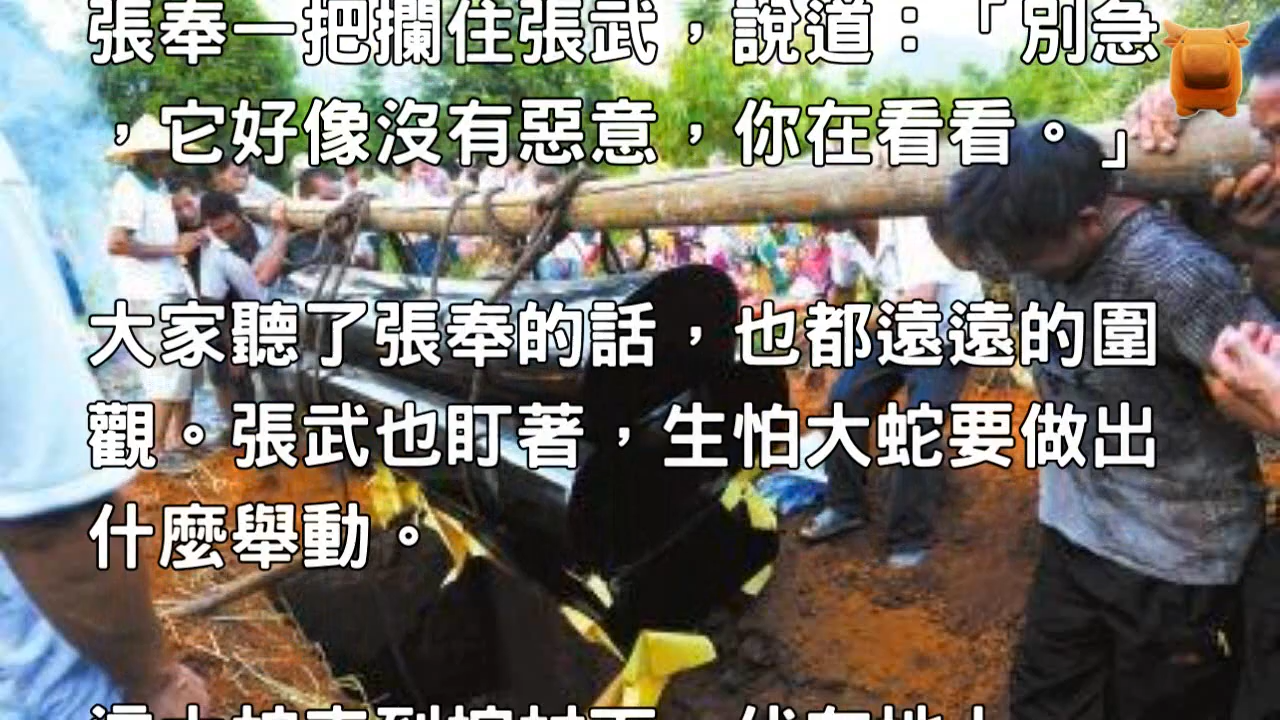 張奉一把攔住張武，說道：「別急
，它好像沒有惡意，你在看看。」
大家聽了張奉的話，也都遠遠的圍
觀。張武也盯著，生怕大蛇要做出
什麼舉動。